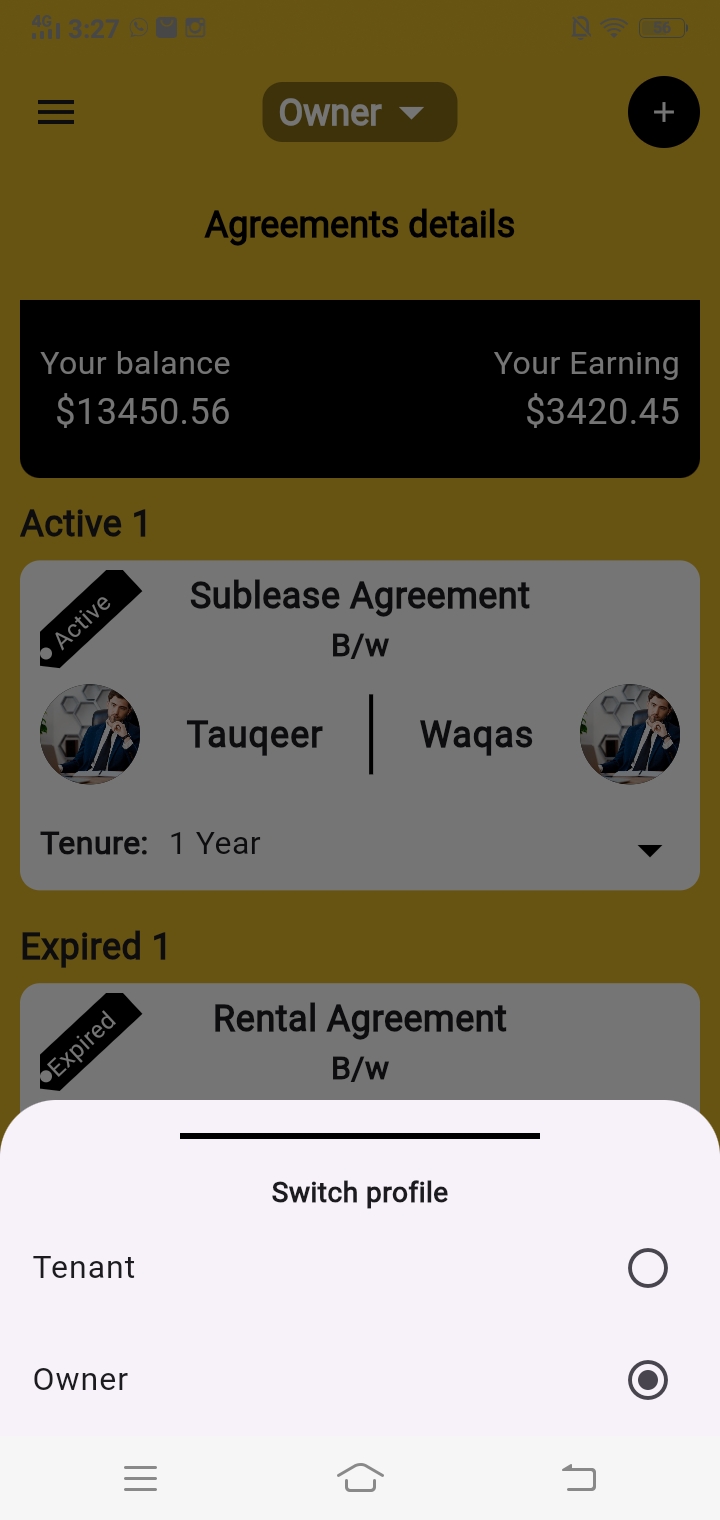 4G 3:27 56
Owner
Agreements details
Your balance Your Earning
$13450.56 $3420.45
Active 1
Active
Sublease Agreement
B/w
Tauqeer Waqas
Tenure: 1 Year
Expired 1
Expired
Rental Agreement
B/w
Switch profile
Tenant
Owner